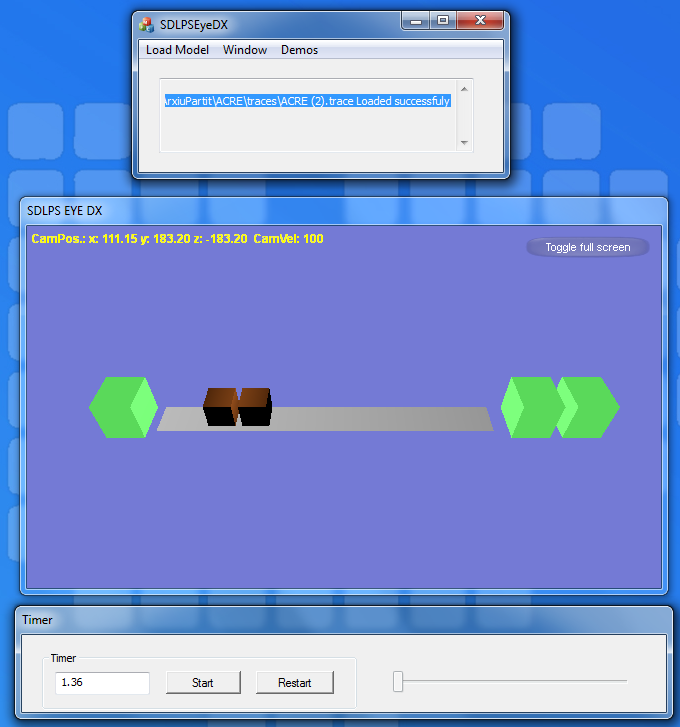 SDLPSEyeDX
Load Model Window Demos
rxiuPartit\ACRE\traces\ACRE (2).trace Loaded successfuly
SDLPS EYE DX
CamPos.: x: 111.15 y: 183.20 z: -183.20 CamVel: 100
Toggle full screen
Timer
Timer
1.36
Start
Restart